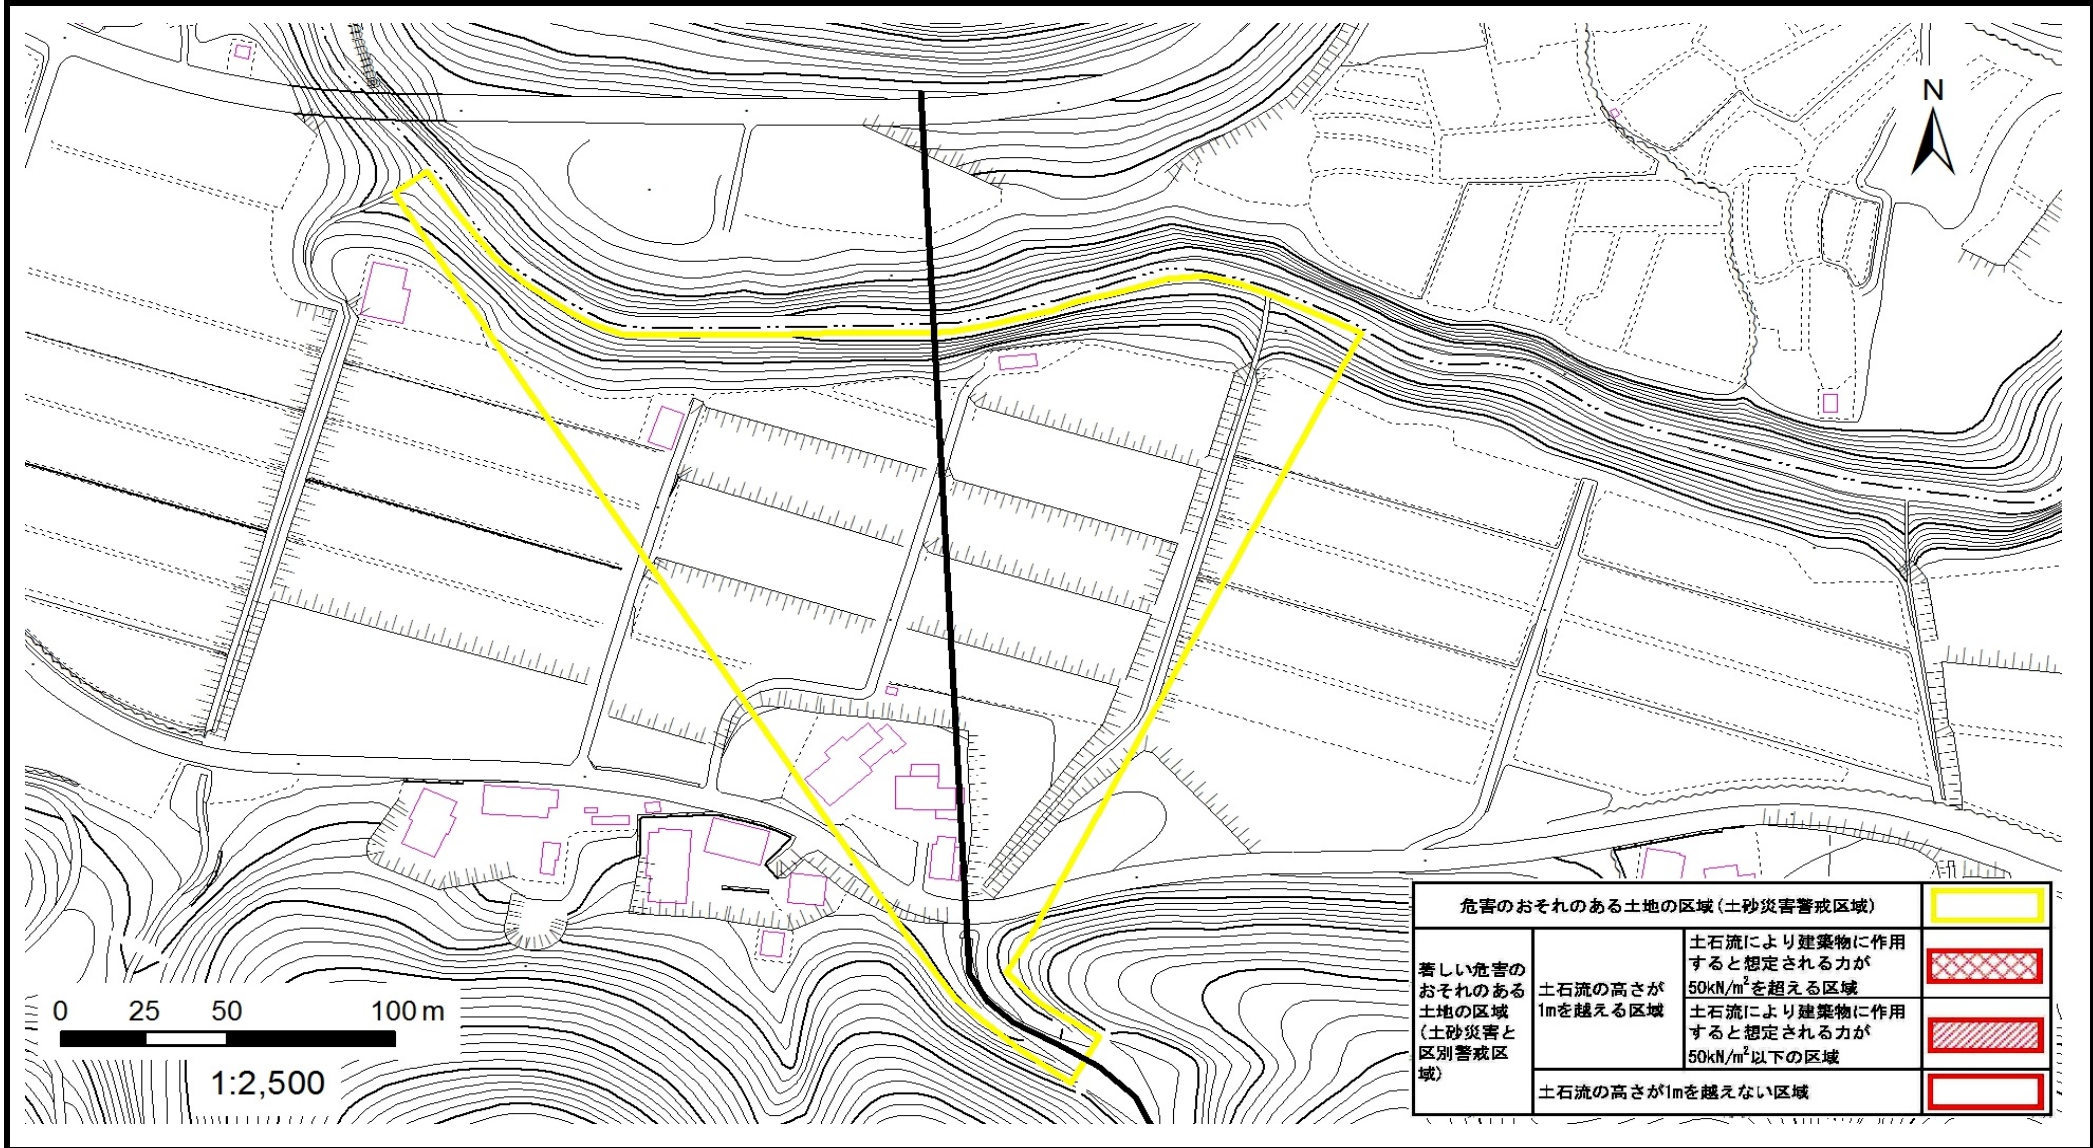 N
危害のおそれのある土地の区域(土砂災害警戒区域)
著しい危害の
おそれのある
土地の区域
(土砂災害と
区別警戒区
域)
土石流の高さが
1mを越える区域
土石流により建築物に作用
すると想定される力が
50kN/m²を超える区域
土石流により建築物に作用
すると想定される力が
50kN/m²以下の区域
土石流の高さが1mを越えない区域
0 25 50 100 m
1:2,500